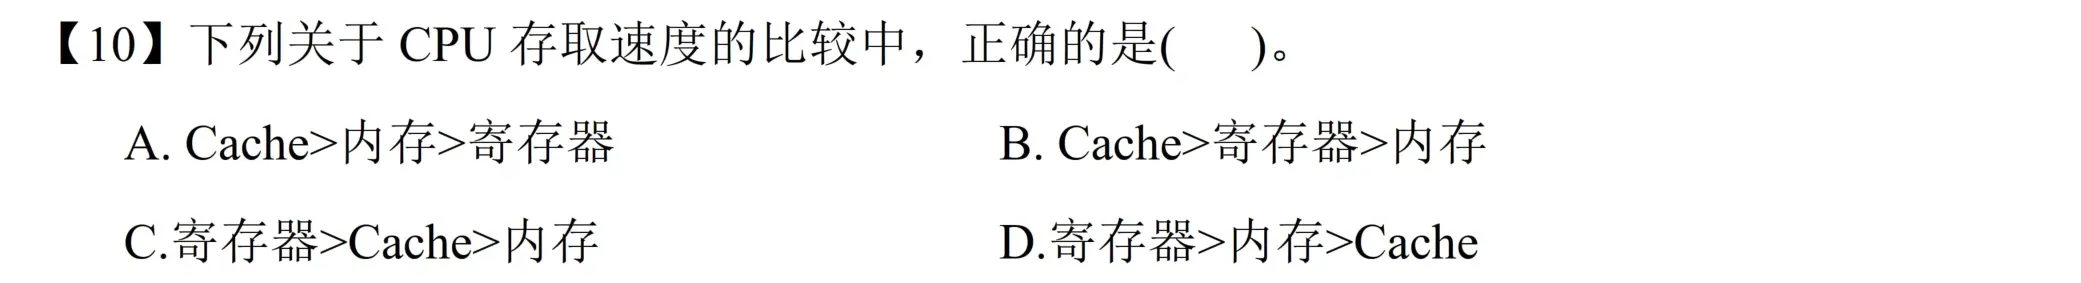 【10】下列关于 CPU 存取速度的比较中，正确的是(    )。
A. Cache>内存>寄存器    B. Cache>寄存器>内存
C.寄存器>Cache>内存    D.寄存器>内存>Cache